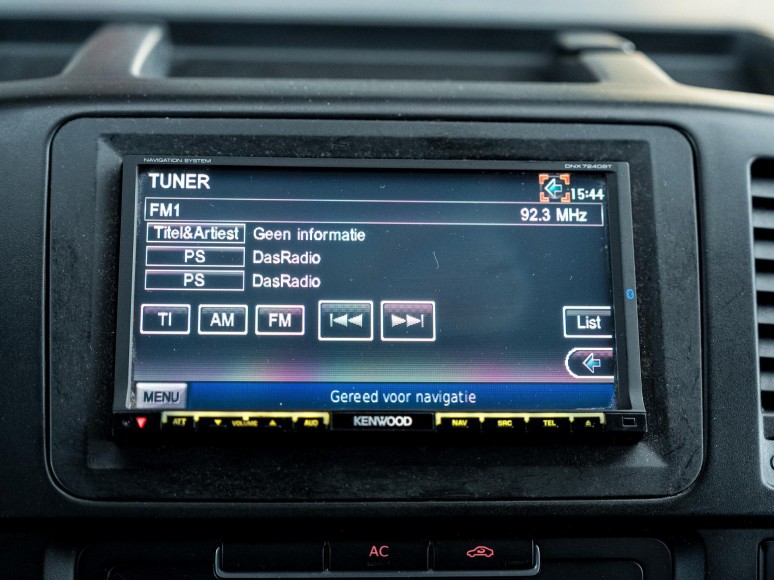 NAVIGATION SYSTEM DNX7240BT
TUNER 15:44
FM1 92.3 MHz
Titel&Artiest Geen informatie
PS DasRadio
PS DasRadio
TI AM FM List
MENU Gereed voor navigatie
ATT VOLUME AUD KENWOOD NAV SRC TEL
AC